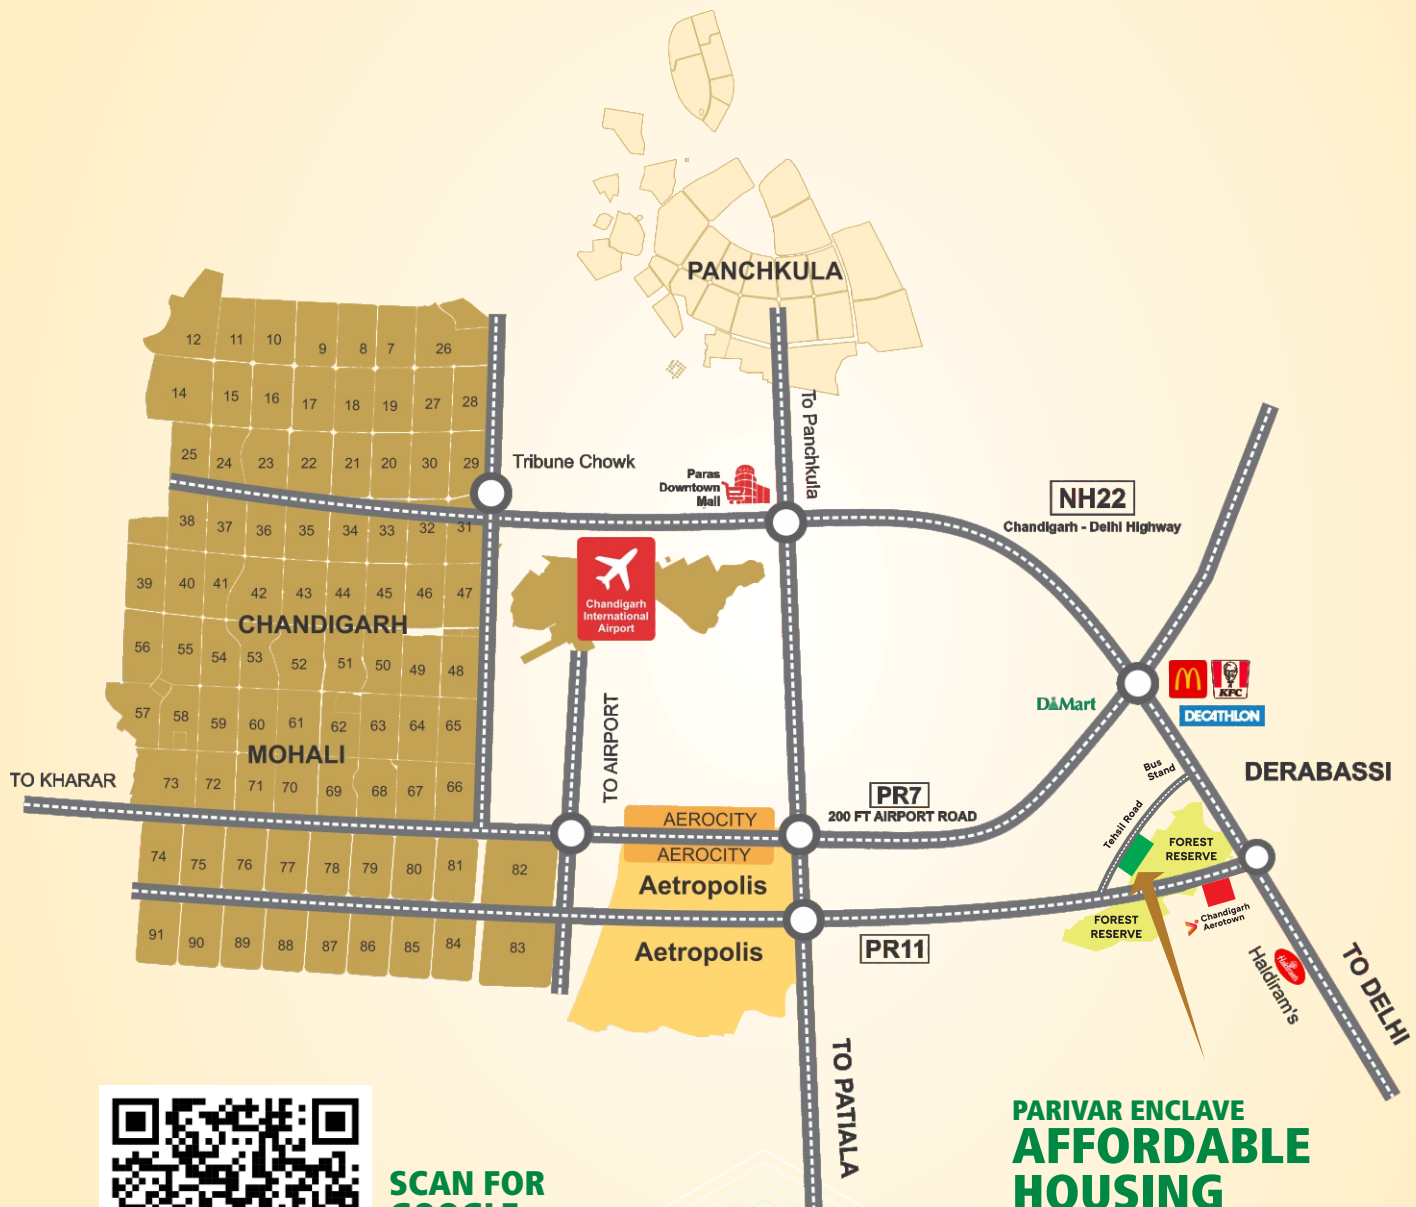 PANCHKULA
12 11 10 9 8 7 26
14 15 16 17 18 19 27 28
25 24 23 22 21 20 30 29
Tribune Chowk
Paras
Downtown
Mall
To Panchkula
NH22
Chandigarh - Delhi Highway
38 37 36 35 34 33 32 31
39 40 41 42 43 44 45 46 47
Chandigarh
International
Airport
CHANDIGARH
56 55 54 53 52 51 50 49 48
57 58 59 60 61 62 63 64 65
MOHALI
TO KHARAR
73 72 71 70 69 68 67 66
TO AIRPORT
DMart
KFC
DECATHLON
DERABASSI
Bus
Stand
Tehsil Road
PR7
200 FT AIRPORT ROAD
AEROCITY
AEROCITY
Aetropolis
74 75 76 77 78 79 80 81 82
FOREST
RESERVE
FOREST
RESERVE
Chandigarh
Aerotown
Aetropolis
PR11
91 90 89 88 87 86 85 84 83
Haldiram's
Haldiram's
TO DELHI
TO PATIALA
PARIVAR ENCLAVE
AFFORDABLE
HOUSING
SCAN FOR
GOOGLE